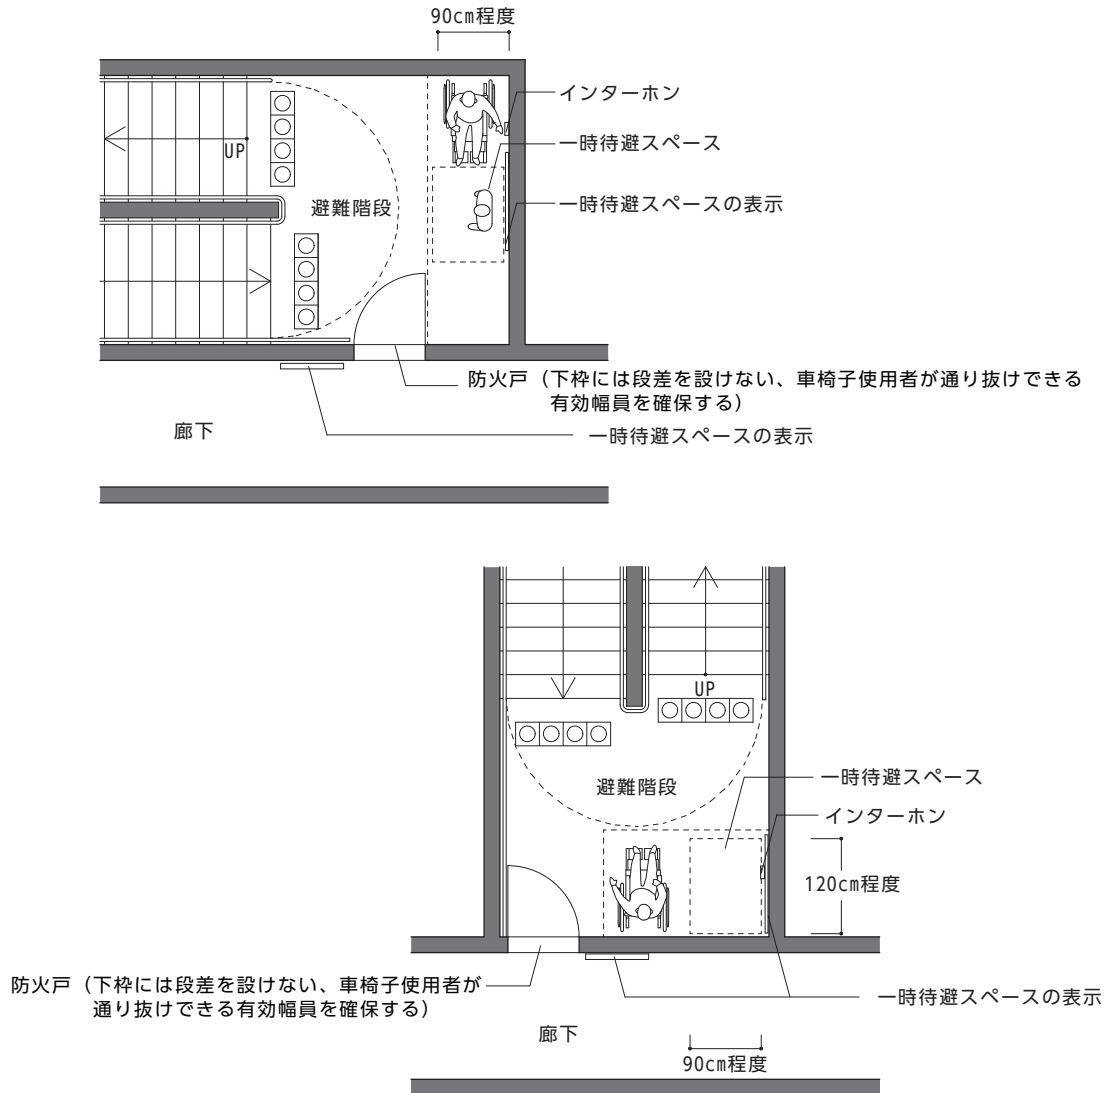 90cm程度
インターホン
一時待避スペース
UP
一時待避スペースの表示
避難階段
防火戸（下枠には段差を設けない、車椅子使用者が通り抜けできる
有効幅員を確保する）
廊下
一時待避スペースの表示
UP
避難階段
一時待避スペース
インターホン
120cm程度
防火戸（下枠には段差を設けない、車椅子使用者が
通り抜けできる有効幅員を確保する）
一時待避スペースの表示
廊下
90cm程度